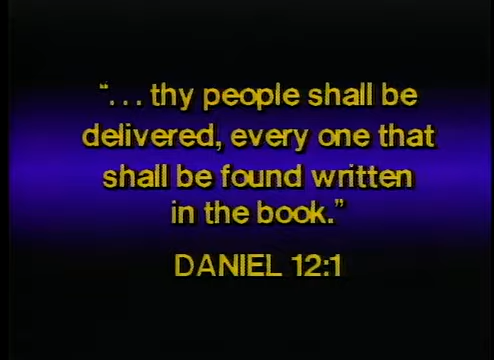 “. . . thy people shall be
delivered, every one that
shall be found written
in the book.”
DANIEL 12:1